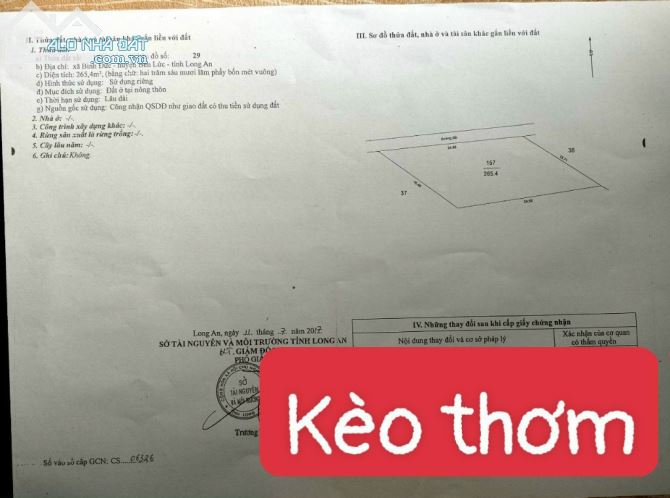 II. Thửa đất, nhà ở và tài sản khác gắn liền với đất
1. Thửa đất
a) Thửa đất số: đồ số: 29
ALO NHÀ ĐẤT
.com.vn
b) Địa chỉ: xã Bình Đức - huyện Bến Lức - tỉnh Long An
c) Diện tích: 265,4m², (bằng chữ: hai trăm sáu mươi lăm phẩy bốn mét vuông)
d) Hình thức sử dụng: Sử dụng riêng
đ) Mục đích sử dụng: Đất ở tại nông thôn
e) Thời hạn sử dụng: Lâu dài
g) Nguồn gốc sử dụng: Công nhận QSDĐ như giao đất có thu tiền sử dụng đất
2. Nhà ở: -/-
3. Công trình xây dựng khác: -/-
4. Rừng sản xuất là rừng trồng: -/-
5. Cây lâu năm: -/-
6. Ghi chú: Không.
III. Sơ đồ thửa đất, nhà ở và tài sản khác gắn liền với đất
Đường đất
38
157
265.4
37
Long An, ngày 11 tháng 7 năm 2017
SỞ TÀI NGUYÊN VÀ MÔI TRƯỜNG TỈNH LONG AN
KT. GIÁM ĐỐC
PHÓ GIÁ
SỞ
TÀI NGUYÊN
VÀ MÔI TRƯỜNG
Trương
Số vào sổ cấp GCN: CS
IV. Những thay đổi sau khi cấp giấy chứng nhận
Nội dung thay đổi và cơ sở pháp lý
Xác nhận của cơ quan
có thẩm quyền
Kèo thơm